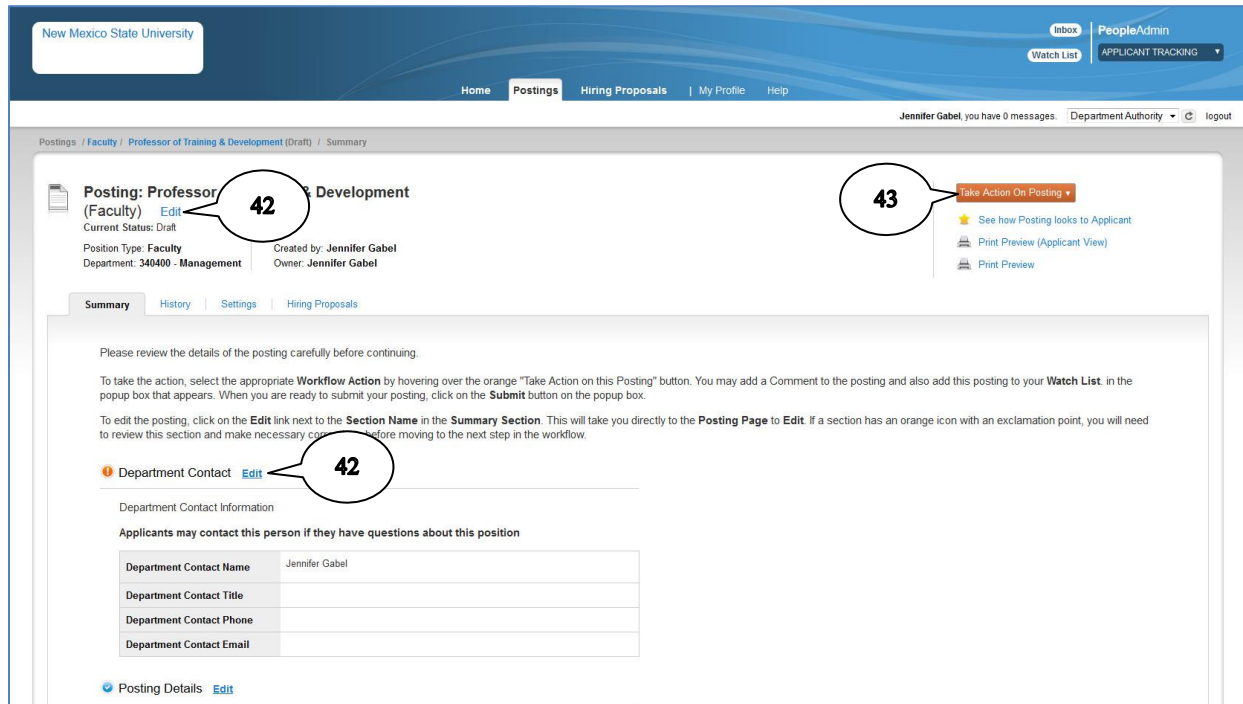 New Mexico State University
Inbox
PeopleAdmin
Watch List
APPLICANT TRACKING
Home Postings Hiring Proposals | My Profile Help
Jennifer Gabel, you have 0 messages. Department Authority logout
Postings / Faculty / Professor of Training & Development (Draft) / Summary
Posting: Professor & Development
(Faculty) Edit
42
Current Status: Draft
Position Type: Faculty
Department: 340400 - Management
Created by: Jennifer Gabel
Owner: Jennifer Gabel
43
Take Action On Posting
See how Posting looks to Applicant
Print Preview (Applicant View)
Print Preview
Summary History Settings Hiring Proposals
Please review the details of the posting carefully before continuing.
To take the action, select the appropriate Workflow Action by hovering over the orange "Take Action on this Posting" button. You may add a Comment to the posting and also add this posting to your Watch List. in the
popup box that appears. When you are ready to submit your posting, click on the Submit button on the popup box.
To edit the posting, click on the Edit link next to the Section Name in the Summary Section. This will take you directly to the Posting Page to Edit. If a section has an orange icon with an exclamation point, you will need
to review this section and make necessary before moving to the next step in the workflow.
Department Contact Edit
42
Department Contact Information
Applicants may contact this person if they have questions about this position
Department Contact Name Jennifer Gabel
Department Contact Title
Department Contact Phone
Department Contact Email
Posting Details Edit